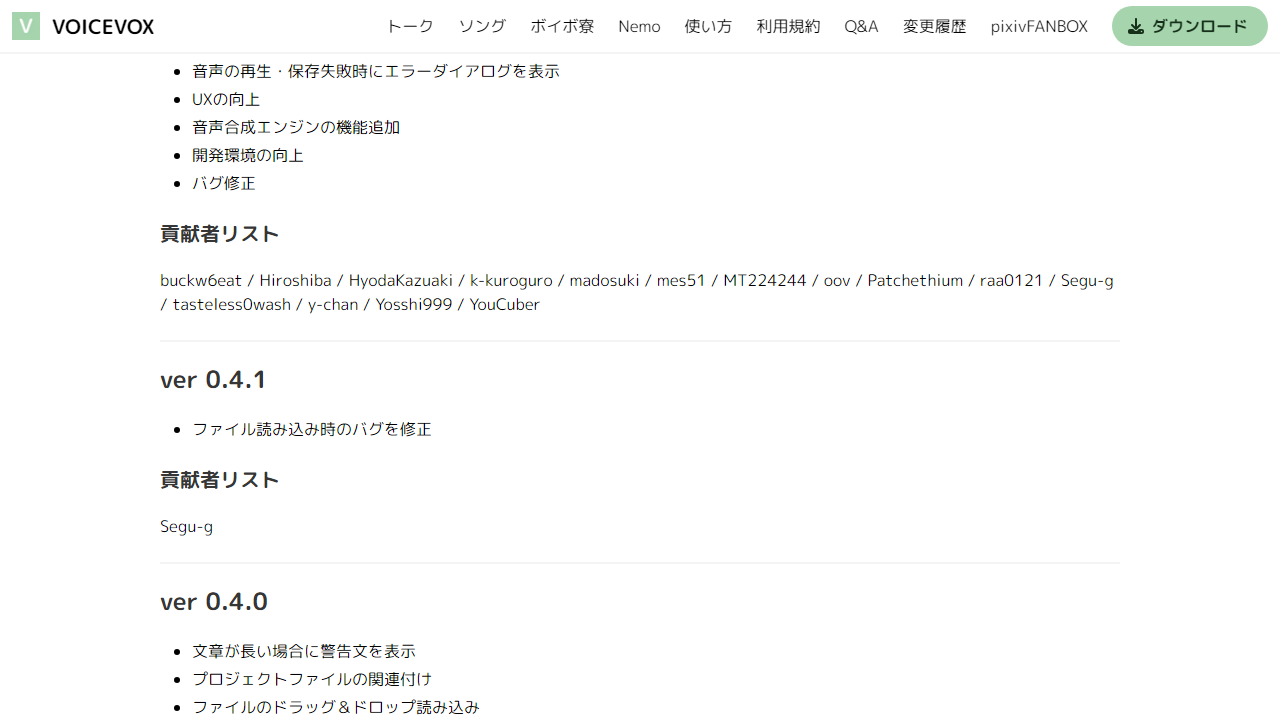 V VOICEVOX トーク ソング ボイボ寮 Nemo 使い方 利用規約 Q&A 変更履歴 pixivFANBOX ダウンロード
音声の再生・保存失敗時にエラーダイアログを表示
UXの向上
音声合成エンジンの機能追加
開発環境の向上
バグ修正
貢献者リスト
buckw6eat / Hiroshiba / HyodaKazuaki / k-kuroguro / madosuki / mes51 / MT224244 / oov / Patchethium / raa0121 / Segu-g
/ tasteless0wash / y-chan / Yosshi999 / YouCuber
ver 0.4.1
ファイル読み込み時のバグを修正
貢献者リスト
Segu-g
ver 0.4.0
文章が長い場合に警告文を表示
プロジェクトファイルの関連付け
ファイルのドラッグ＆ドロップ読み込み